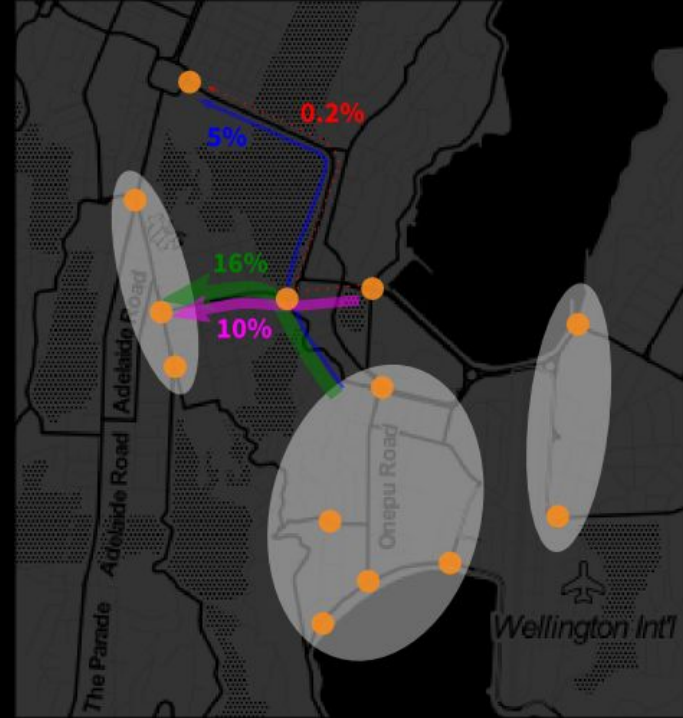 0.2%
5%
16%
10%
Adelaide Road
Onepu Road
Adelaide Road
The Parade
Wellington Int'l